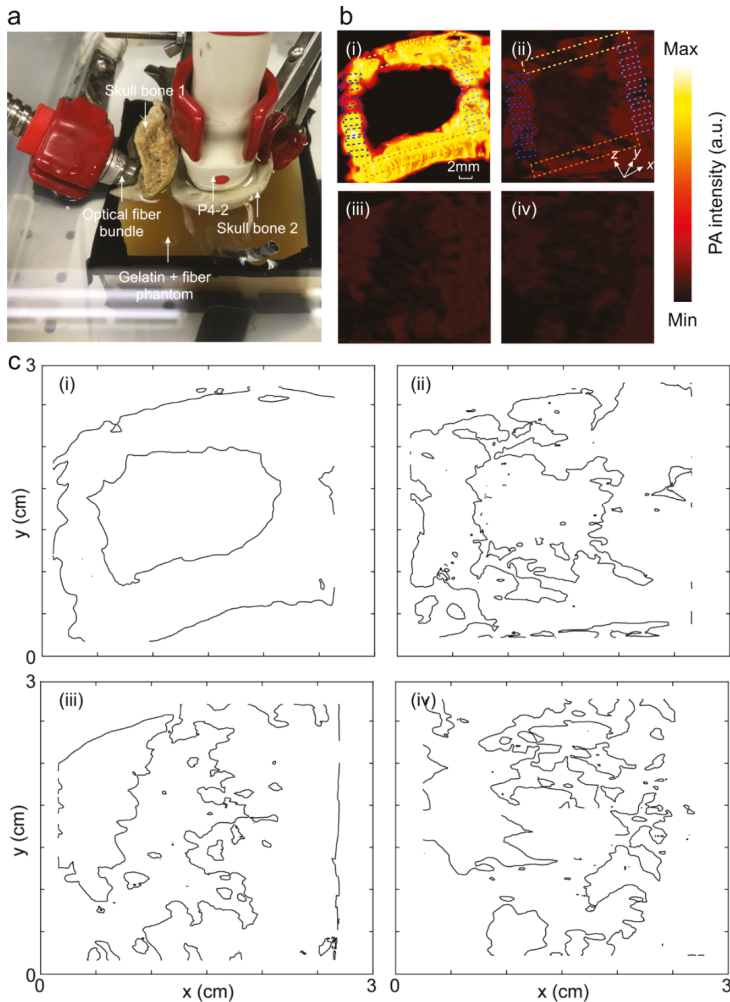 a
Skull bone 1
Optical fiber
bundle
P4-2
Skull bone 2
Gelatin + fiber
phantom
b
(i)
2mm
(ii)
z
y
x
(iii)
(iv)
Max
PA intensity (a.u.)
Min
c
3
(i)
y (cm)
0
(ii)
3
(iii)
y (cm)
0
0
x (cm)
3
(iv)
0
x (cm)
3